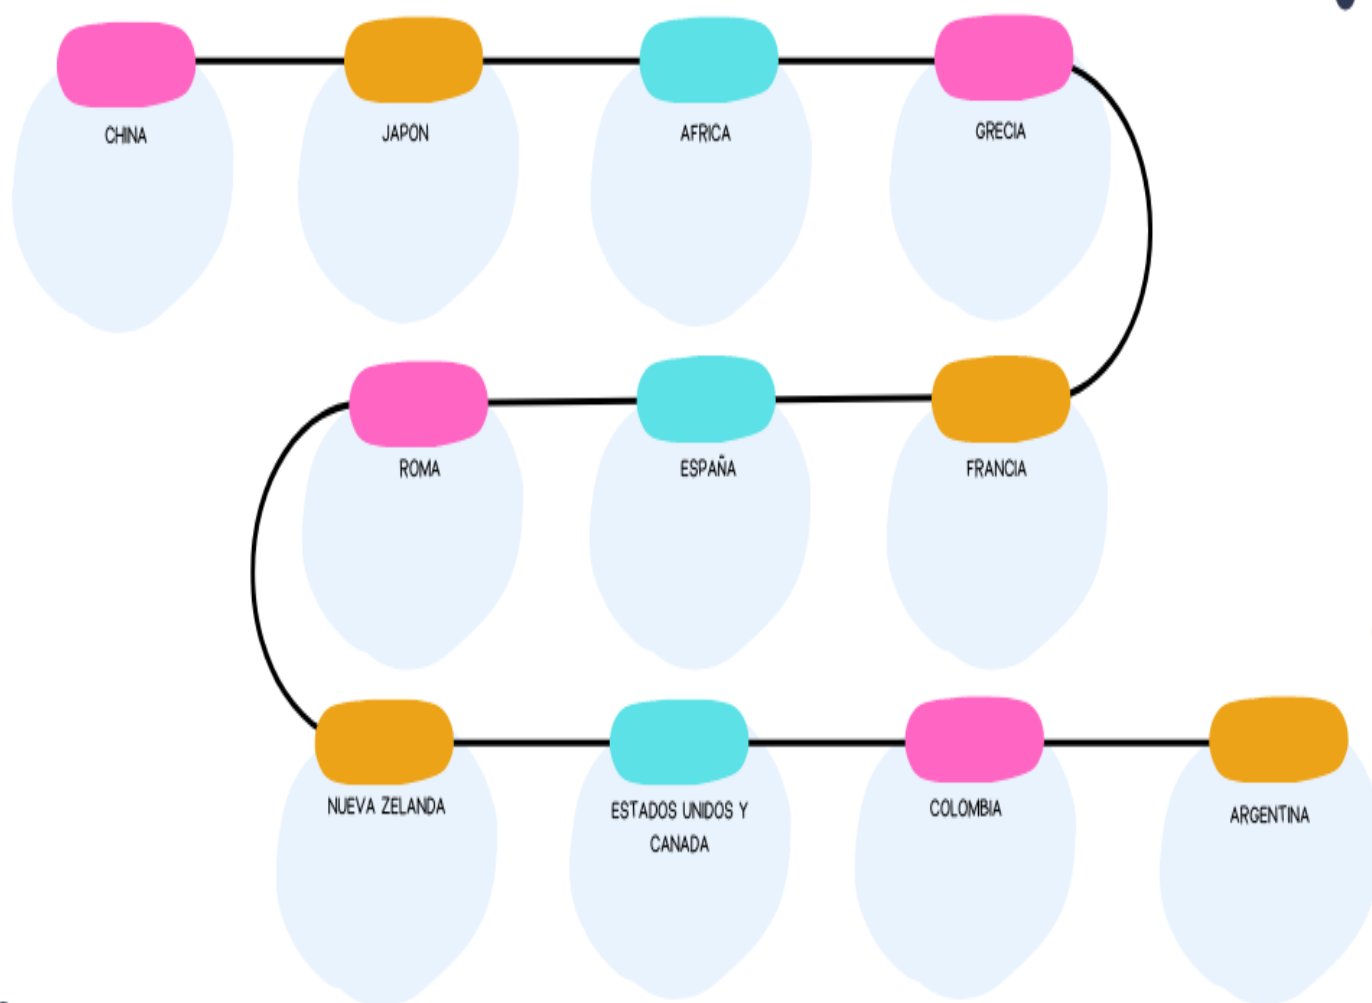 CHINA
JAPON
AFRICA
GRECIA
ROMA
ESPAÑA
FRANCIA
NUEVA ZELANDA
ESTADOS UNIDOS Y
CANADA
COLOMBIA
ARGENTINA